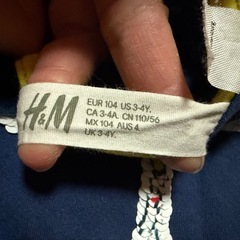 H&M
EUR 104 US 3-4Y.
CA 3-4A. CN 110/56
MX 104 AUS 4.
UK 3-4Y.